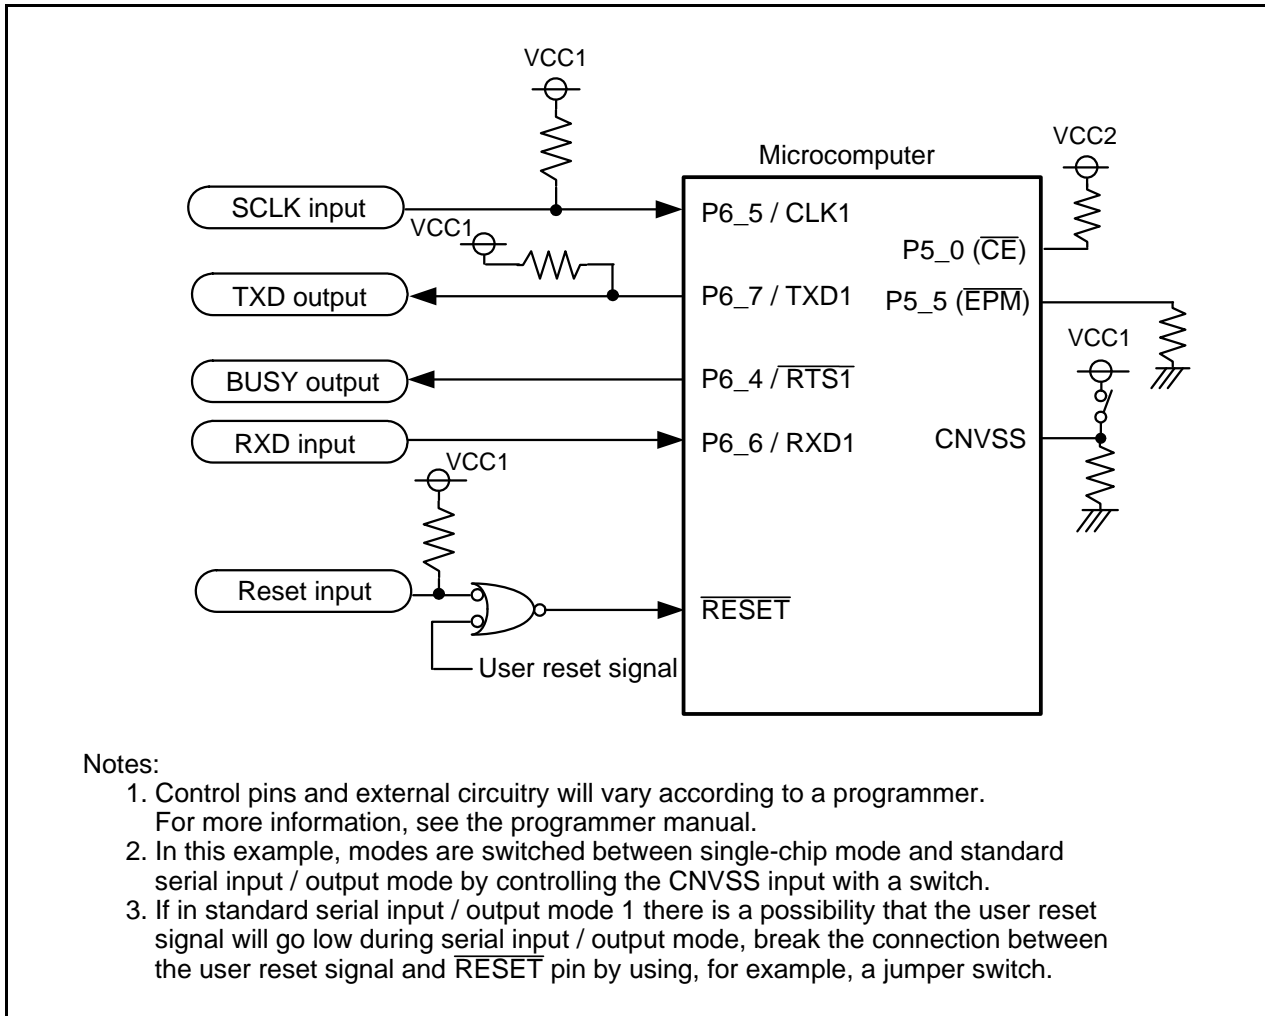 VCC1
Microcomputer
VCC2
SCLK input
P6_5 / CLK1
VCC1
P5_0 (C̅E̅)
TXD output
P6_7 / TXD1
P5_5 (E̅P̅M̅)
VCC1
BUSY output
P6_4 / R̅T̅S̅1̅
RXD input
P6_6 / RXD1
CNVSS
VCC1
Reset input
R̅E̅S̅E̅T̅
User reset signal
Notes:
1. Control pins and external circuitry will vary according to a programmer.
For more information, see the programmer manual.
2. In this example, modes are switched between single-chip mode and standard
serial input / output mode by controlling the CNVSS input with a switch.
3. If in standard serial input / output mode 1 there is a possibility that the user reset
signal will go low during serial input / output mode, break the connection between
the user reset signal and R̅E̅S̅E̅T̅ pin by using, for example, a jumper switch.